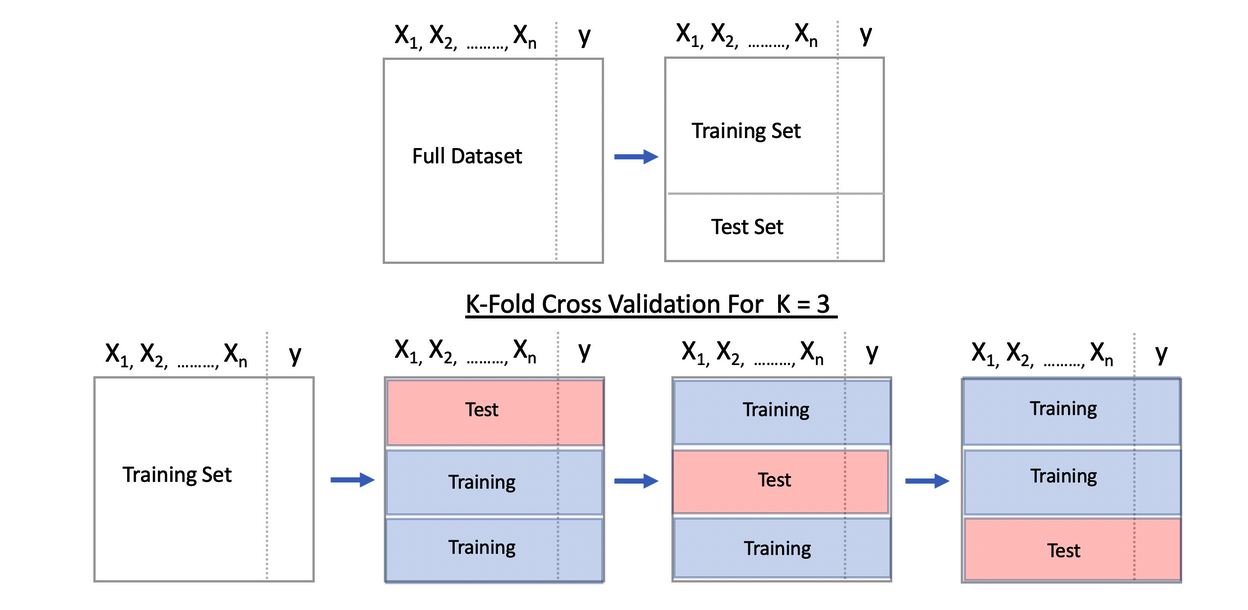 X1, X2, ........., Xn y
X1, X2, ........., Xn y
Full Dataset
Training Set
Test Set
K-Fold Cross Validation For K = 3
X1, X2, ........., Xn y
X1, X2, ........., Xn y
X1, X2, ........., Xn y
X1, X2, ........., Xn y
Training Set
Test
Training
Training
Training
Test
Training
Training
Training
Test